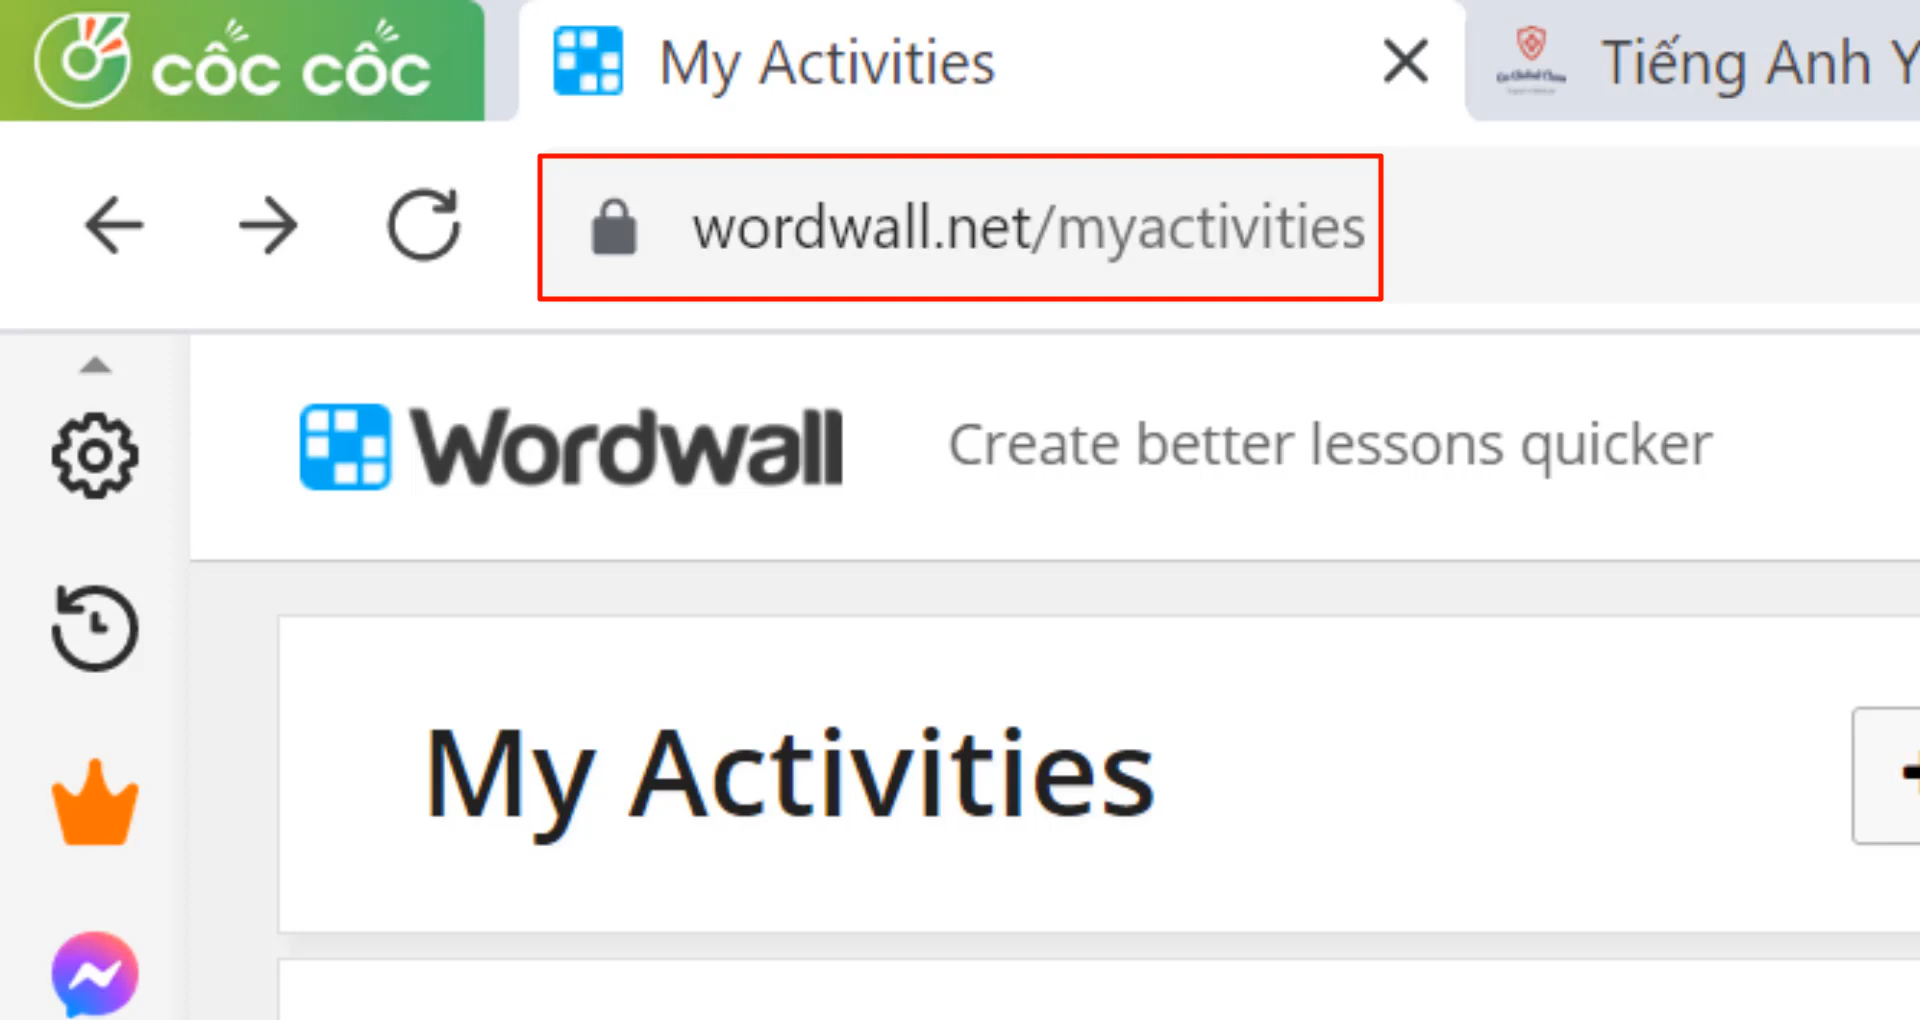 cốc cốc
My Activities
Tiếng Anh Y
wordwall.net/myactivities
Wordwall
Create better lessons quicker
My Activities